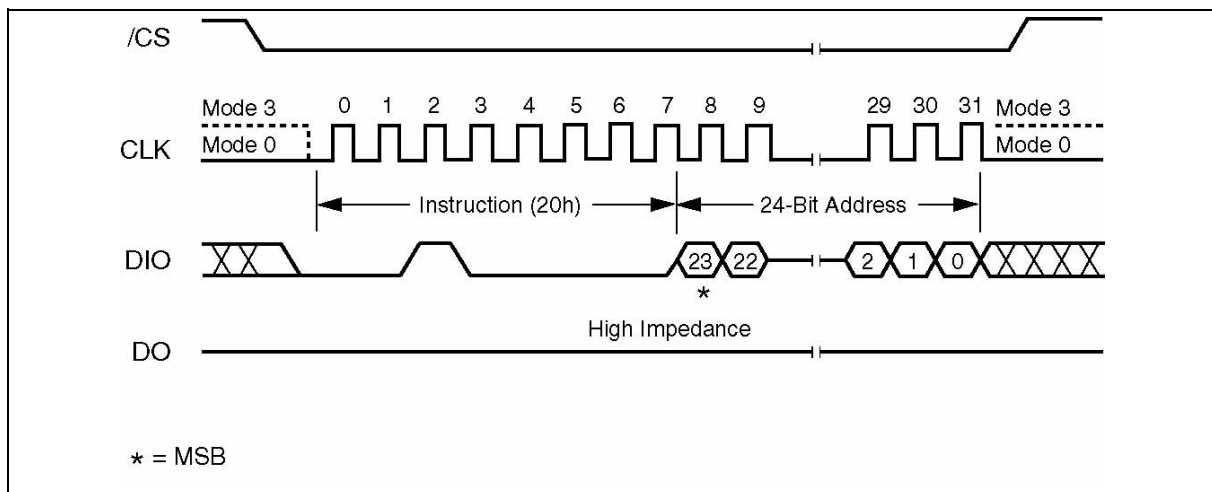 /CS
Mode 3 0 1 2 3 4 5 6 7 8 9 29 30 31 Mode 3
CLK Mode 0 Mode 0
Instruction (20h) 24-Bit Address
DIO 23 22 2 1 0
*
High Impedance
DO
* = MSB